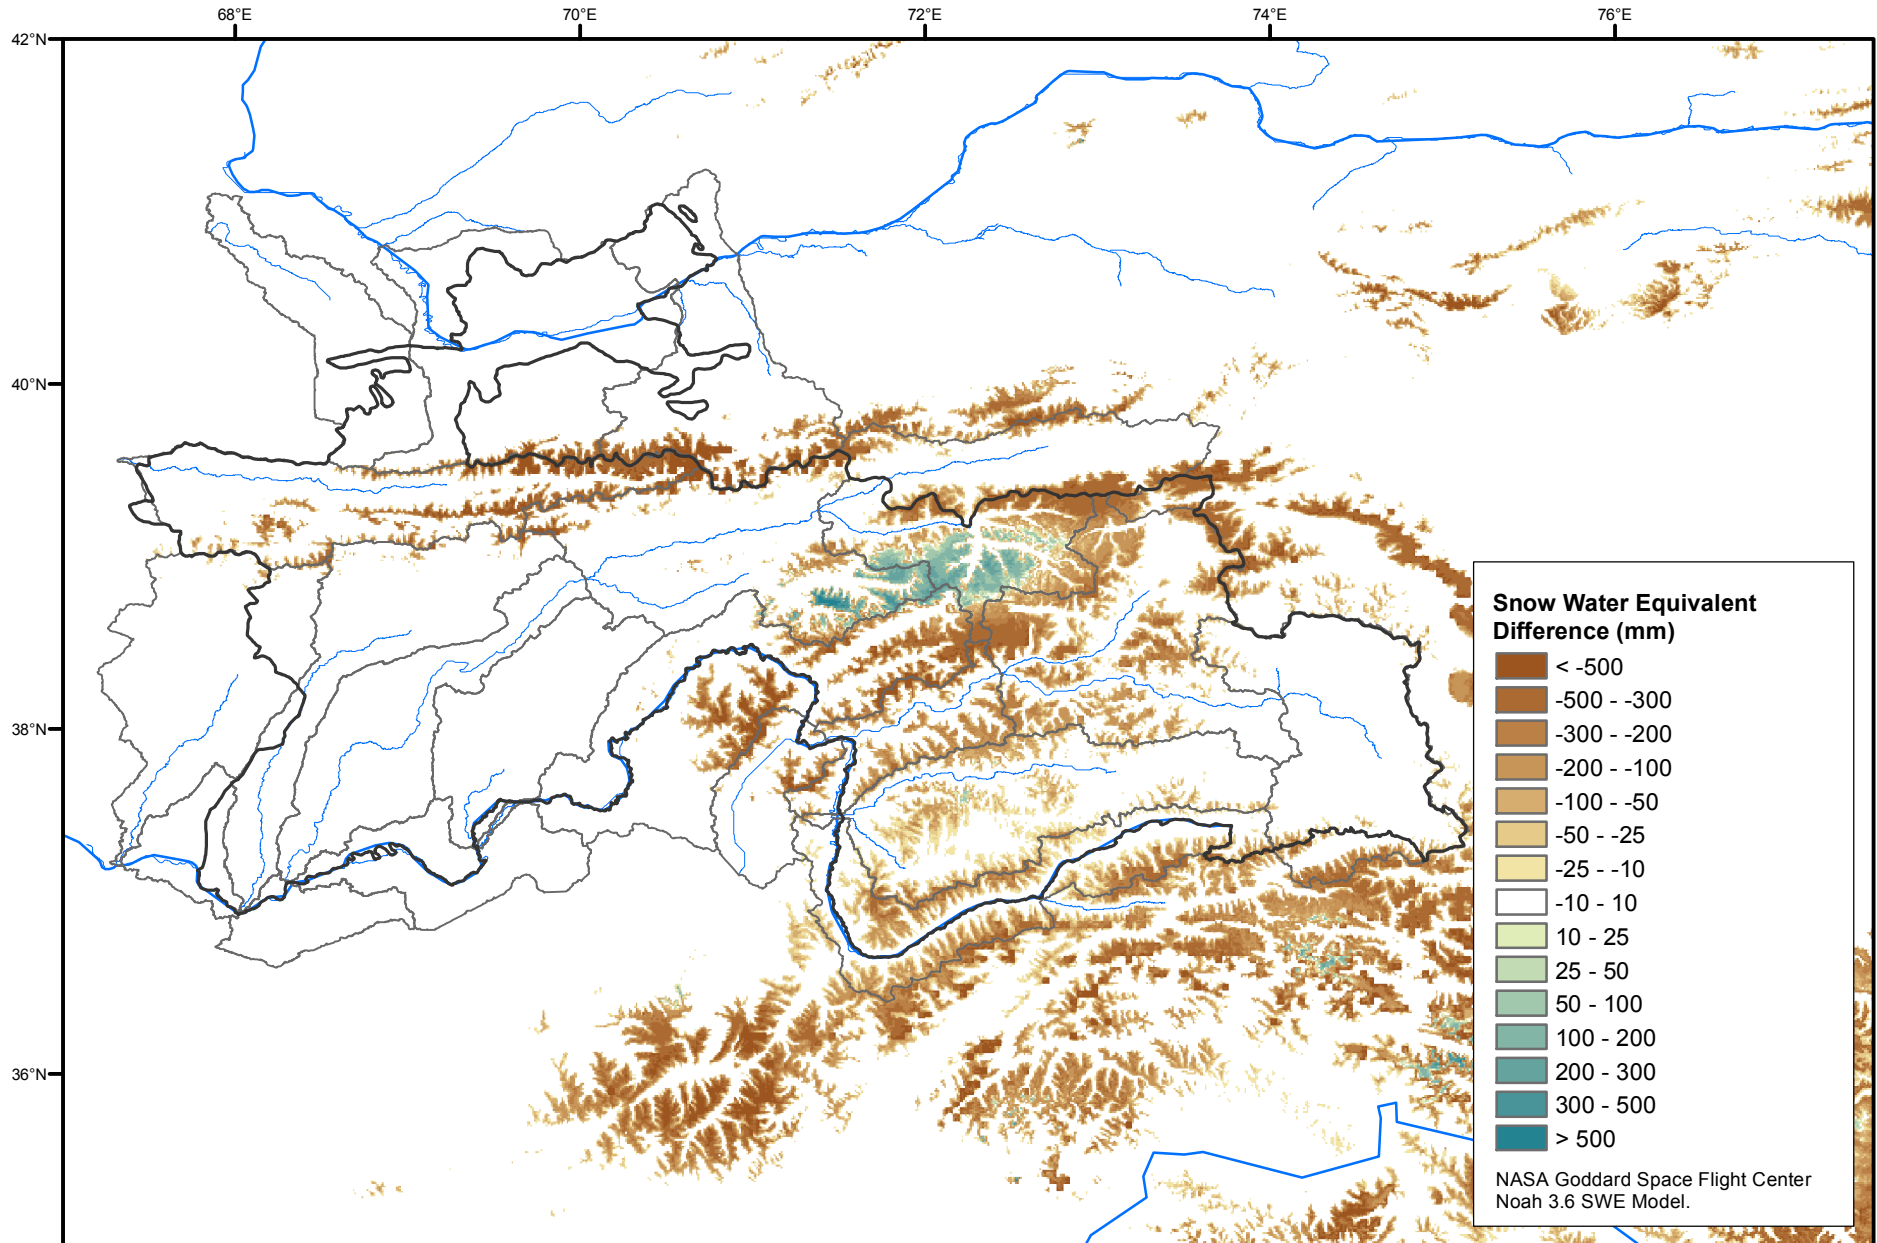 68°E
70°E
72°E
74°E
76°E
42°N
40°N
38°N
36°N
Snow Water Equivalent
Difference (mm)
< -500
-500 - -300
-300 - -200
-200 - -100
-100 - -50
-50 - -25
-25 - -10
-10 - 10
10 - 25
25 - 50
50 - 100
100 - 200
200 - 300
300 - 500
> 500
NASA Goddard Space Flight Center
Noah 3.6 SWE Model.